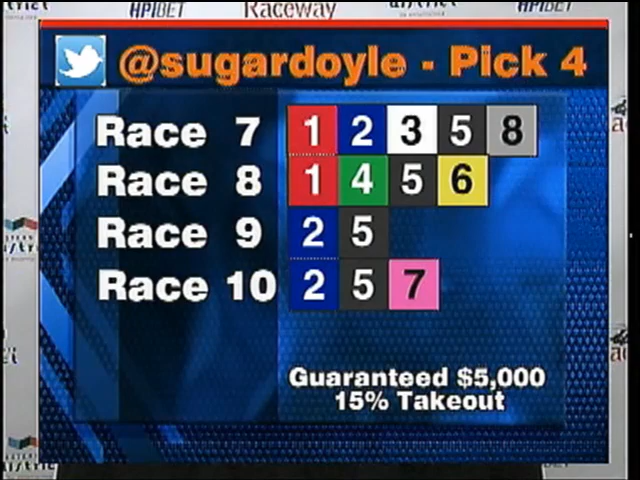 HPIBET Raceway HPIBET
@sugardoyle - Pick 4
Race 7 1 2 3 5 8
Race 8 1 4 5 6
Race 9 2 5
Race 10 2 5 7
Guaranteed $5,000
15% Takeout